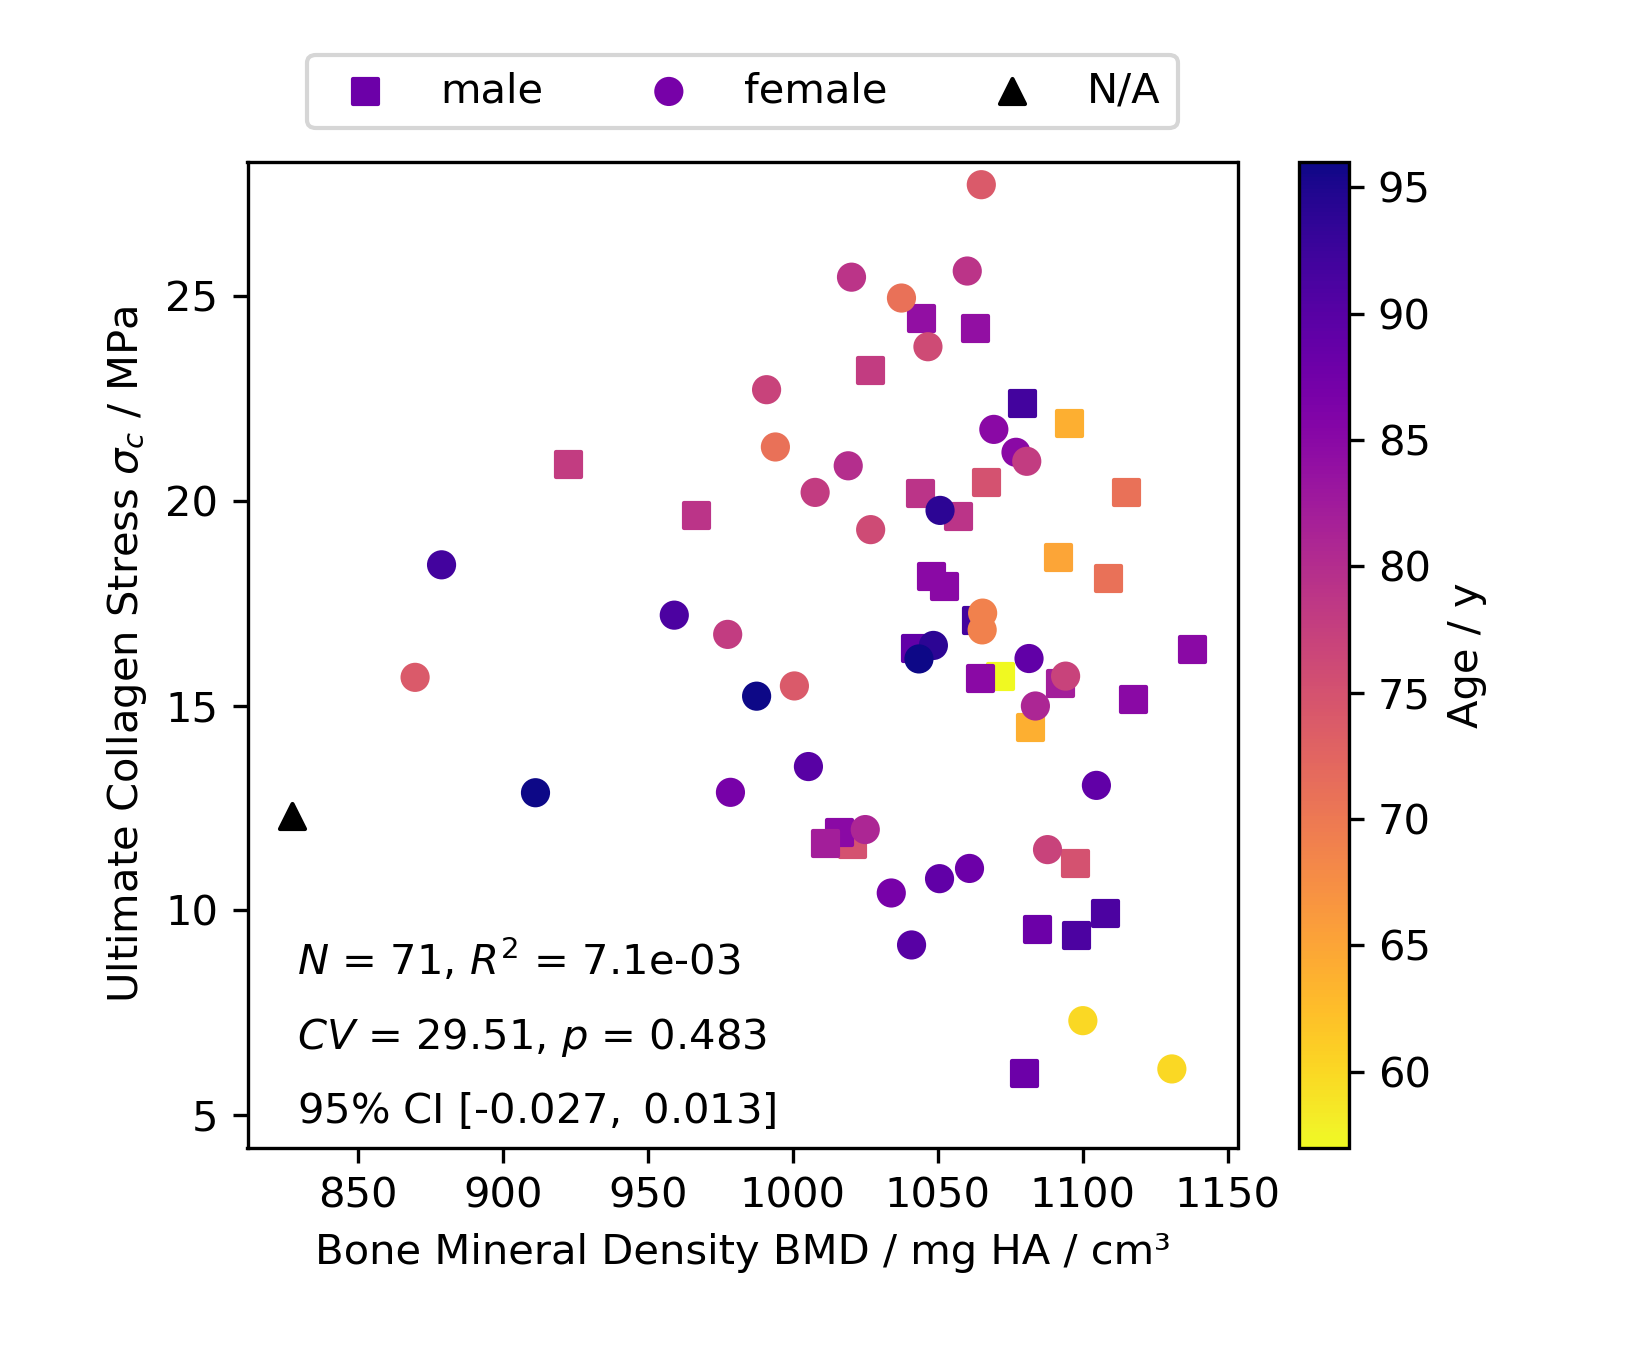 male female N/A
Ultimate Collagen Stress σc / MPa
25
20
15
10
5
N = 71, R² = 7.1e-03
CV = 29.51, p = 0.483
95% CI [-0.027, 0.013]
850 900 950 1000 1050 1100 1150
Bone Mineral Density BMD / mg HA / cm³
95
90
85
80
75
70
65
60
Age / y